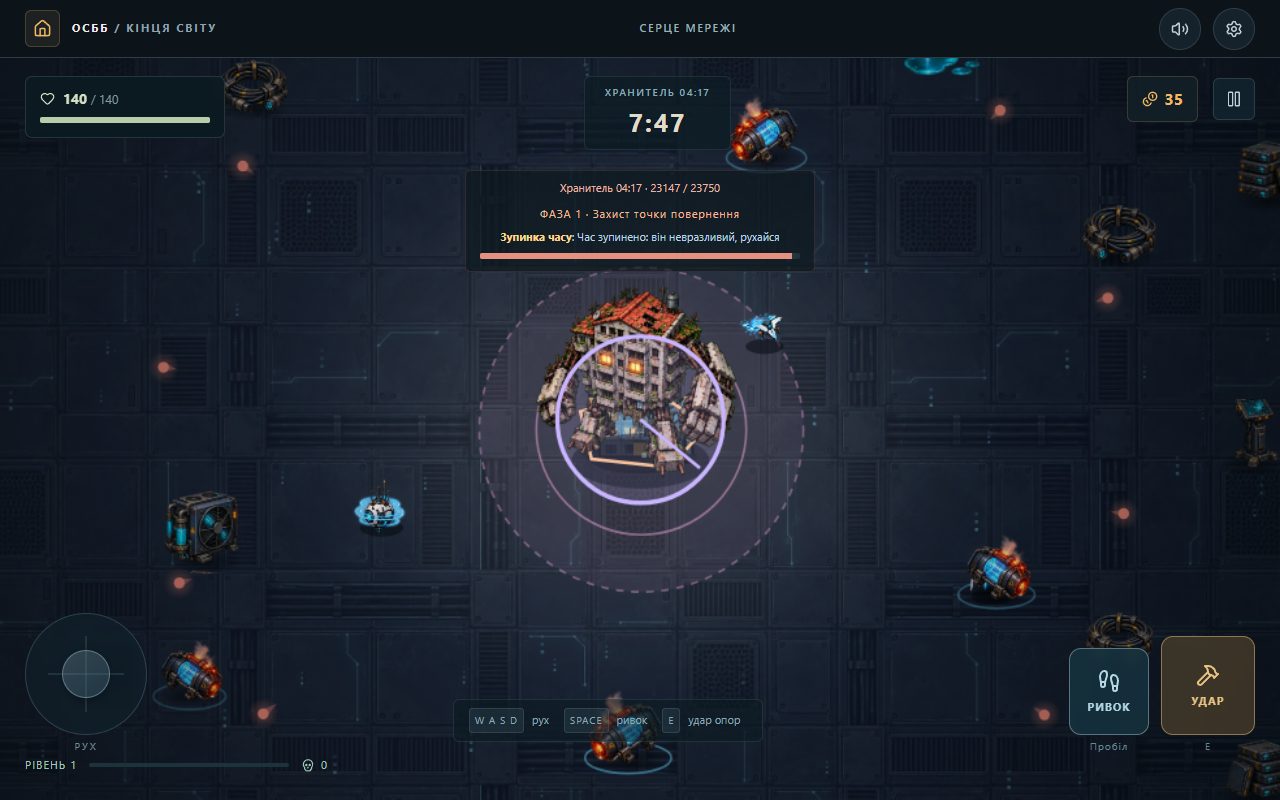 ОСББ / КІНЦЯ СВІТУ
СЕРЦЕ МЕРЕЖІ
140 / 140
ХРАНИТЕЛЬ 04:17
7:47
35
Хранитель 04:17 · 23147 / 23750
ФАЗА 1 · Захист точки повернення
Зупинка часу: Час зупинено: він невразливий, рухайся
W A S D рух SPACE ривок E удар опор
РИВОК
Пробіл
УДАР
E
РУХ
РІВЕНЬ 1
0